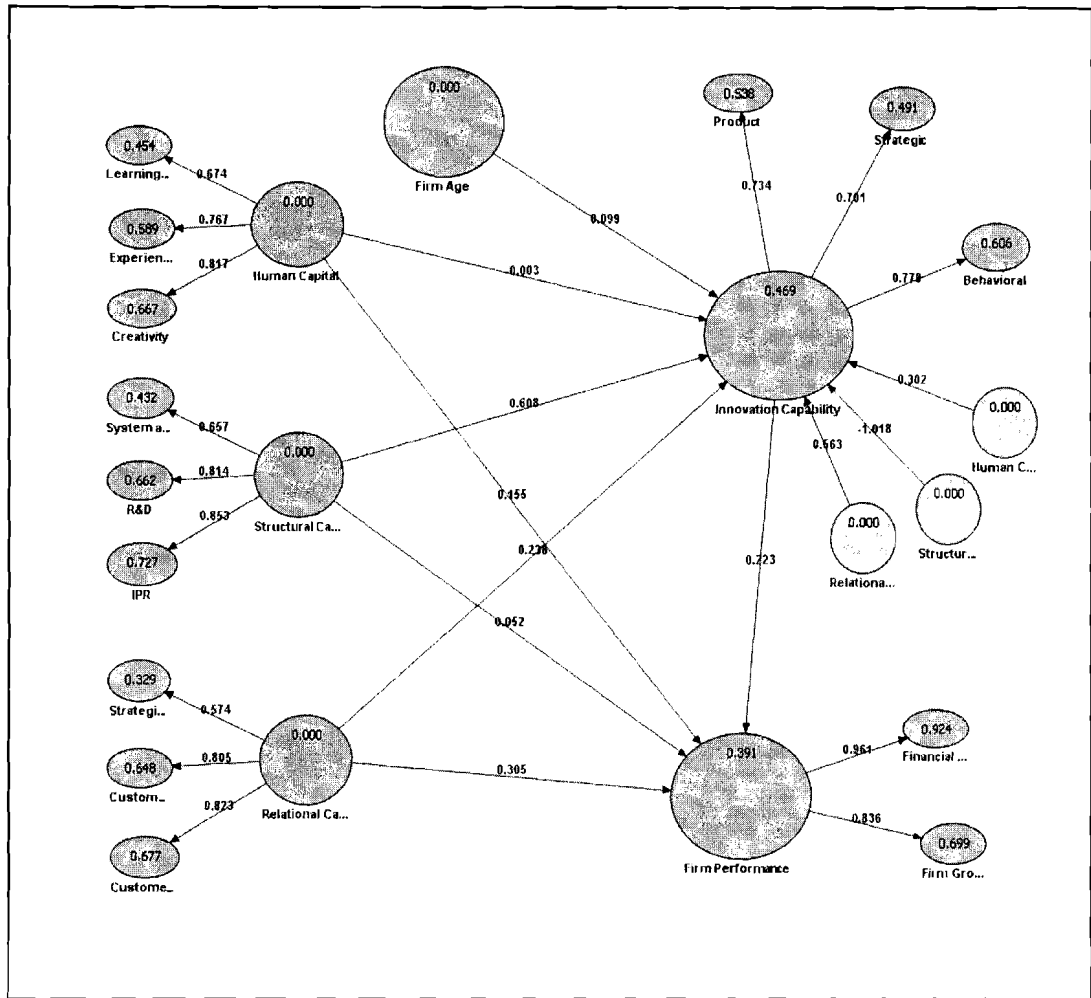 0.000
Firm Age
0.538
Product
0.491
Strategic
0.454
Learning...
0.674
0.000
Human Capital
0.734
0.701
0.099
0.589
Experien...
0.767
0.606
Behavioral
0.778
0.667
Creativity
0.817
0.003
0.469
Innovation Capability
0.302
0.000
Human C...
-1.018
0.000
Structur...
0.563
0.000
Relationa...
0.432
System a...
0.657
0.608
0.662
R&D
0.814
0.000
Structural Ca...
0.155
0.727
IPR
0.853
0.238
0.223
0.052
0.329
Strategi...
0.574
0.648
Custom...
0.805
0.000
Relational Ca...
0.305
0.391
Firm Performance
0.961
0.924
Financial ...
0.677
Custome...
0.823
0.836
0.699
Firm Gro...